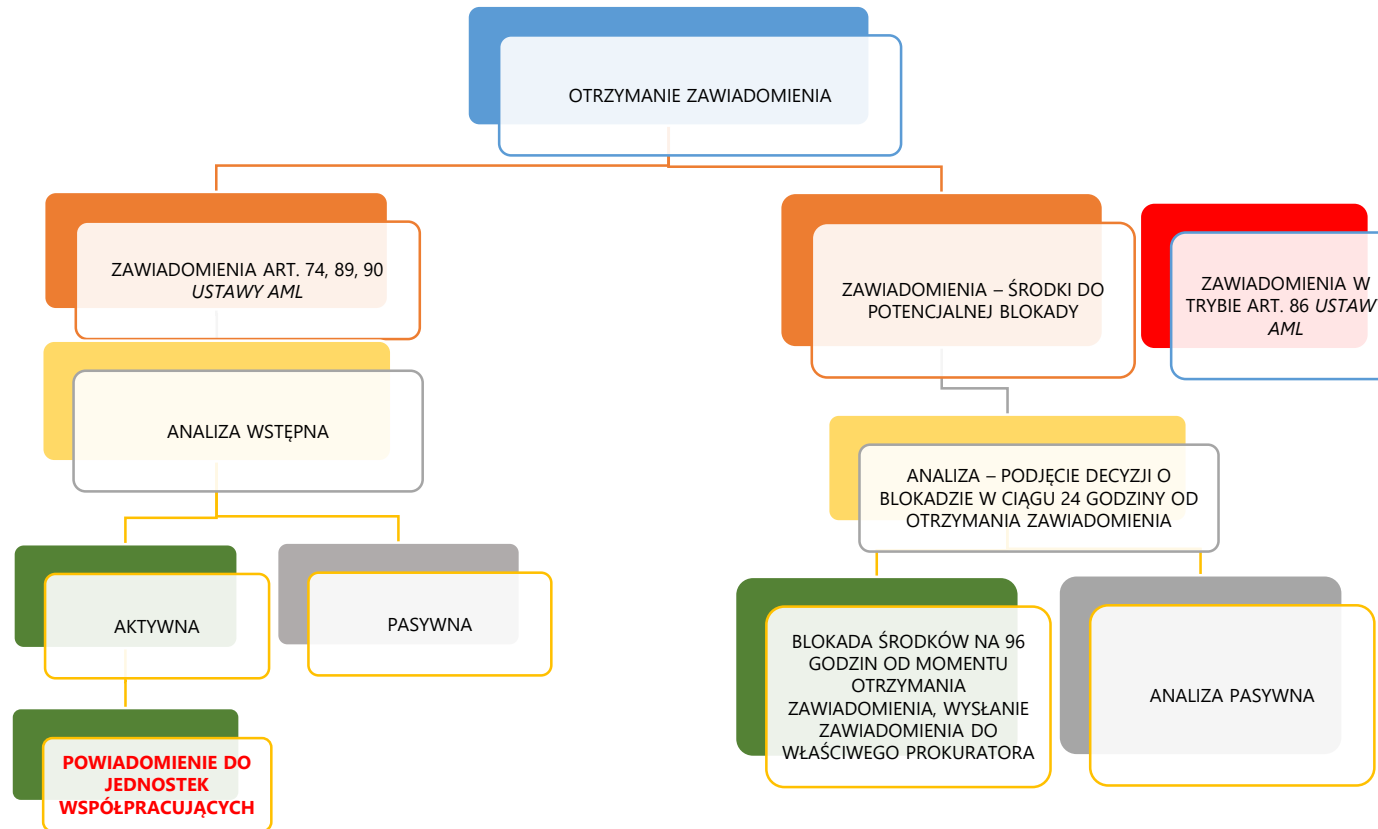 OTRZYMANIE ZAWIADOMIENIA
ZAWIADOMIENIA ART. 74, 89, 90
USTAWY AML
ZAWIADOMIENIA – ŚRODKI DO
POTENCJALNEJ BLOKADY
ZAWIADOMIENIA W
TRYBIE ART. 86 USTAW
AML
ANALIZA WSTĘPNA
ANALIZA – PODJĘCIE DECYZJI O
BLOKADZIE W CIĄGU 24 GODZINY OD
OTRZYMANIA ZAWIADOMIENIA
AKTYWNA
PASYWNA
BLOKADA ŚRODKÓW NA 96
GODZIN OD MOMENTU
OTRZYMANIA
ZAWIADOMIENIA, WYSŁANIE
ZAWIADOMIENIA DO
WŁAŚCIWEGO PROKURATORA
ANALIZA PASYWNA
POWIADOMIENIE DO
JEDNOSTEK
WSPÓŁPRACUJĄCYCH